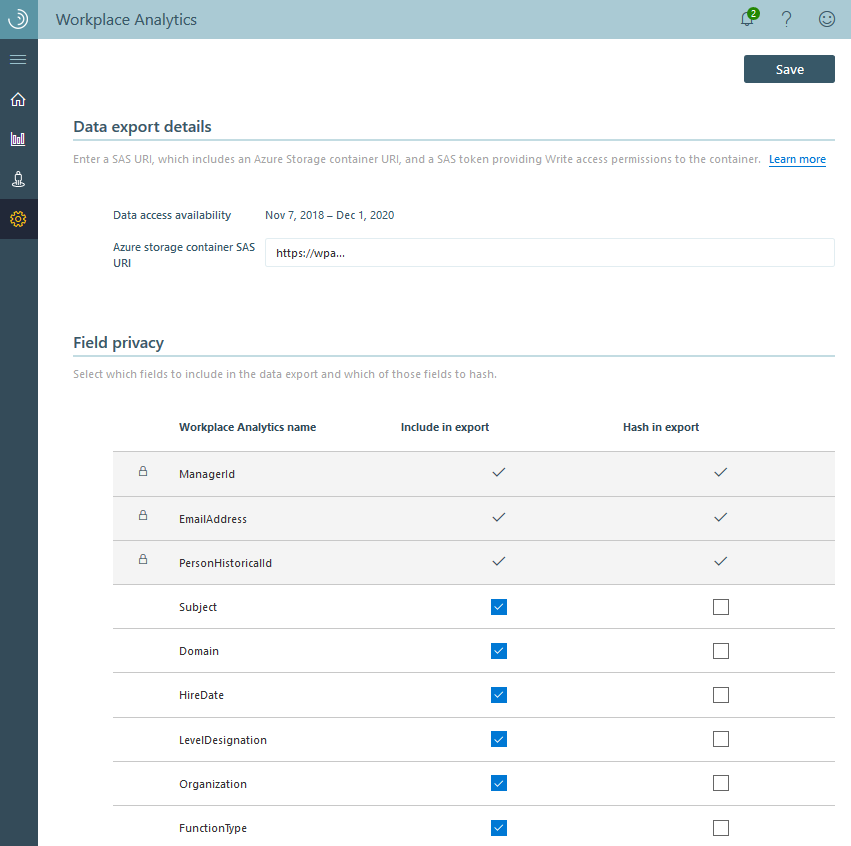 Workplace Analytics
2
Save
Data export details
Enter a SAS URI, which includes an Azure Storage container URI, and a SAS token providing Write access permissions to the container. Learn more
Data access availability Nov 7, 2018 – Dec 1, 2020
Azure storage container SAS
URI
https://wpa...
Field privacy
Select which fields to include in the data export and which of those fields to hash.
Workplace Analytics name Include in export Hash in export
ManagerId
EmailAddress
PersonHistoricalId
Subject
Domain
HireDate
LevelDesignation
Organization
FunctionType